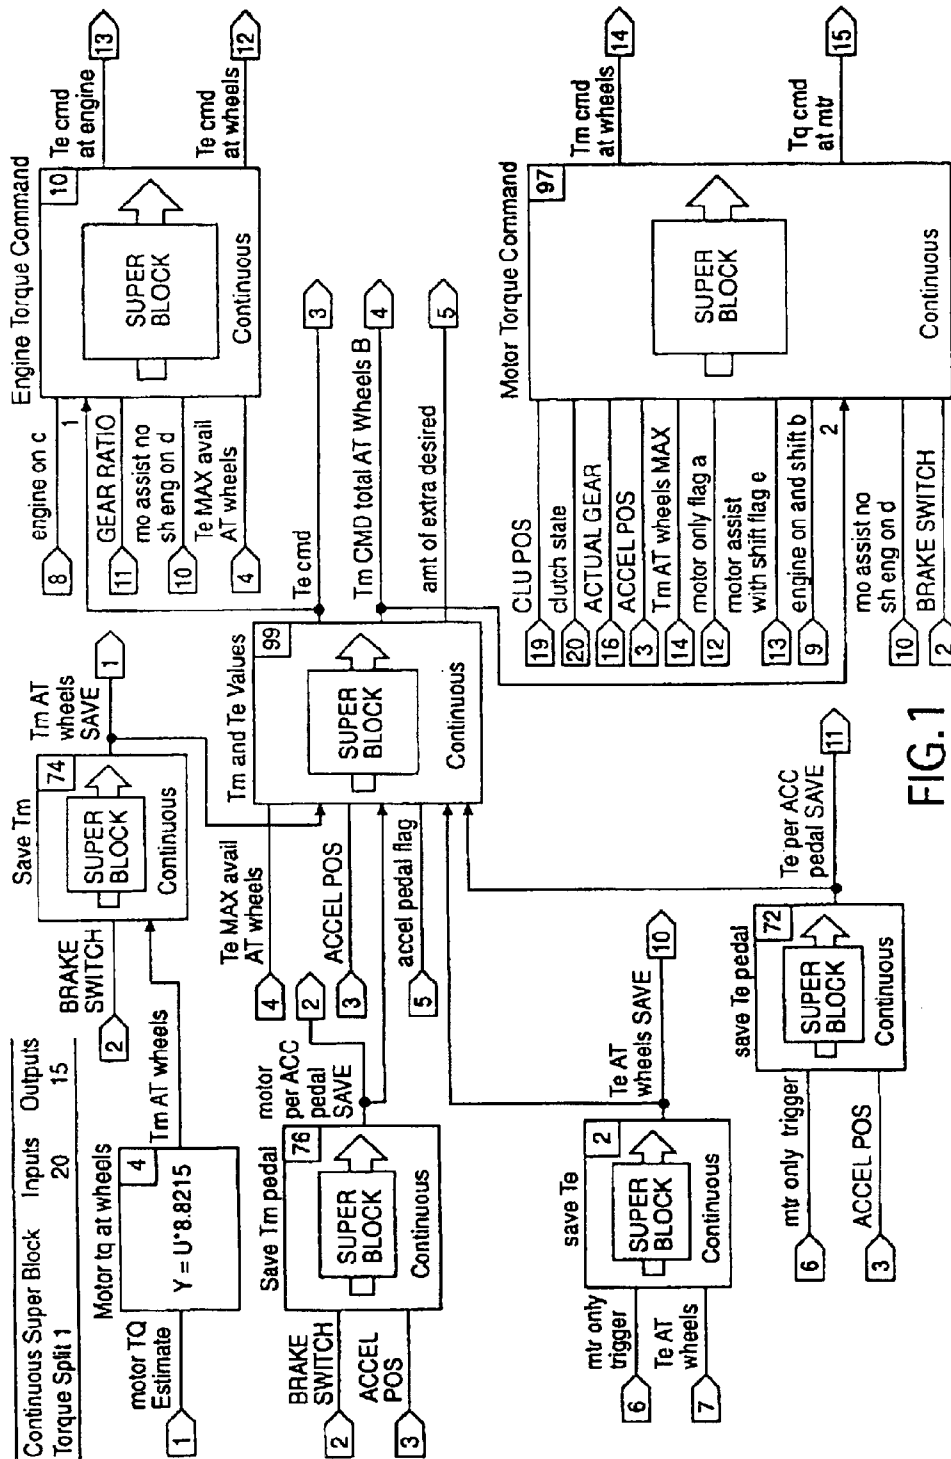 Continuous Super Block Inputs Outputs
Torque Split 1 20 15
motor TQ
Estimate
1
Motor tq at wheels
4
Y = U*8.8215
Tm AT wheels
BRAKE
SWITCH
2
Save Tm
74
SUPER
BLOCK
Continuous
Tm AT
wheels
SAVE
1
BRAKE
SWITCH
2
ACCEL
POS
3
Save Tm pedal
76
SUPER
BLOCK
Continuous
motor
per ACC
pedal
SAVE
2
Te MAX avail
AT wheels
4
ACCEL POS
3
accel pedal flag
5
Tm and Te Values
99
SUPER
BLOCK
Continuous
Te cmd
3
Tm CMD total AT Wheels B
4
amt of extra desired
5
engine on c
8
1
GEAR RATIO
11
mo assist no
sh eng on d
10
Te MAX avail
AT wheels
4
Engine Torque Command
10
SUPER
BLOCK
Continuous
Te cmd
at engine
13
Te cmd
at wheels
12
mtr only
trigger
6
Te AT
wheels
7
save Te
2
SUPER
BLOCK
Continuous
Te AT
wheels SAVE
10
mtr only trigger
6
ACCEL POS
3
save Te pedal
72
SUPER
BLOCK
Continuous
Te per ACC
pedal SAVE
11
CLU POS
19
clutch state
20
ACTUAL GEAR
16
ACCEL POS
3
Tm AT wheels MAX
14
motor only flag a
12
motor assist
with shift flag e
13
engine on and shift b
9
2
mo assist no
sh eng on d
10
BRAKE SWITCH
2
Motor Torque Command
97
SUPER
BLOCK
Continuous
Tm cmd
at wheels
14
Tq cmd
at mtr
15
FIG.1